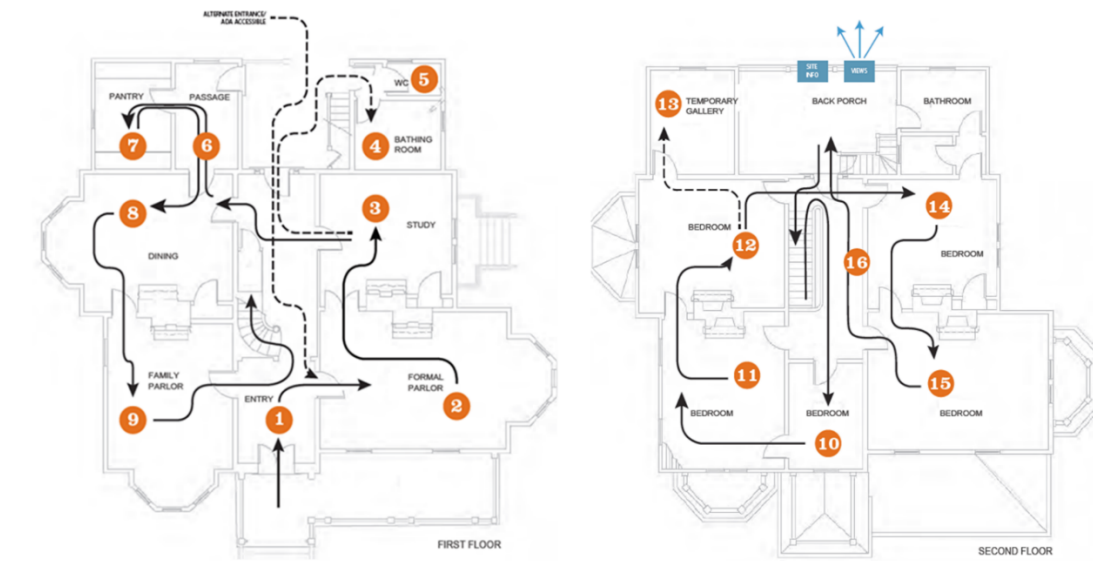 ALTERNATE ENTRANCE/
ADA ACCESSIBLE
WC
5
PANTRY
PASSAGE
7
6
4
BATHING
ROOM
8
3
STUDY
DINING
FAMILY
PARLOR
9
ENTRY
1
FORMAL
PARLOR
2
FIRST FLOOR
SITE
INFO
VIEWS
13
TEMPORARY
GALLERY
BACK PORCH
BATHROOM
14
BEDROOM
12
BEDROOM
16
11
BEDROOM
15
BEDROOM
BEDROOM
10
SECOND FLOOR